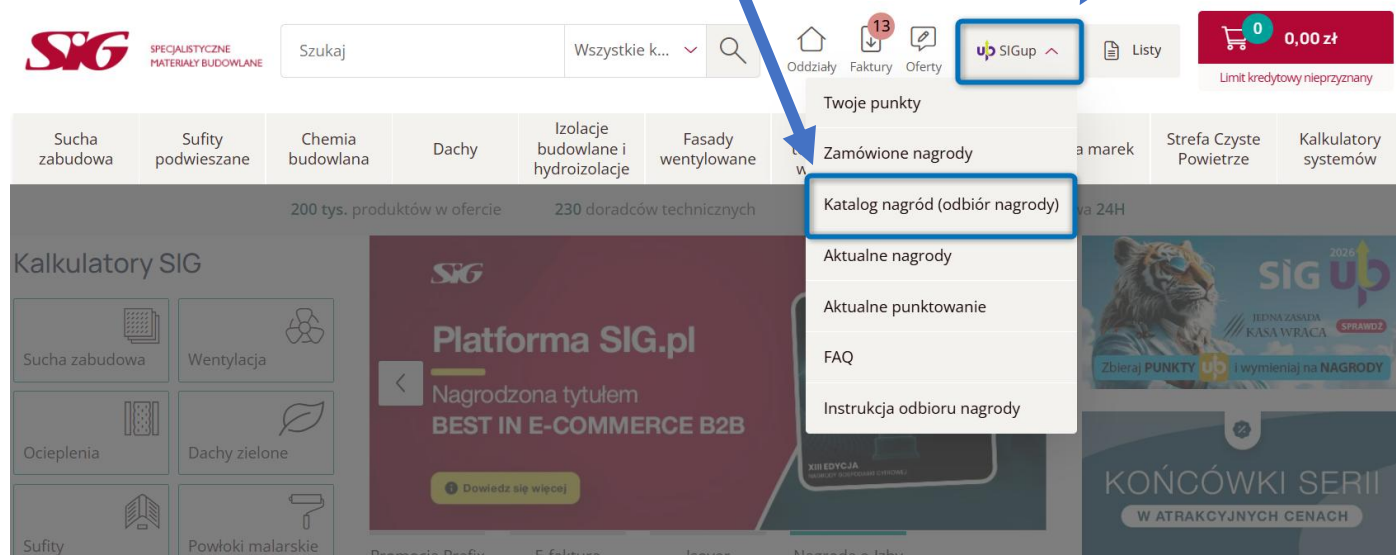 SIG
SPECJALISTYCZNE
MATERIAŁY BUDOWLANE
Szukaj
Wszystkie k...
Oddziały
13
Faktury
Oferty
up SIGup
Listy
0
0,00 zł
Limit kredytowy nieprzyznany
Sucha
zabudowa
Sufity
podwieszane
Chemia
budowlana
Dachy
Izolacje
budowlane i
hydroizolacje
Fasady
wentylowane
a marek
Strefa Czyste
Powietrze
Kalkulatory
systemów
Twoje punkty
Zamówione nagrody
Katalog nagród (odbiór nagrody)
Aktualne nagrody
Aktualne punktowanie
FAQ
Instrukcja odbioru nagrody
200 tys. produktów w ofercie
230 doradców technicznych
wa 24H
Kalkulatory SIG
Sucha zabudowa
Wentylacja
Ocieplenia
Dachy zielone
Sufity
Powłoki malarskie
SIG
Platforma SIG.pl
Nagrodzona tytułem
BEST IN E-COMMERCE B2B
Dowiedz się więcej
XIII EDYCJA
2026
SIG up
JEDNA ZASADA
KASA WRACA
SPRAWDŹ
Zbieraj PUNKTY up i wymieniaj na NAGRODY
KOŃCÓWKI SERII
W ATRAKCYJNYCH CENACH